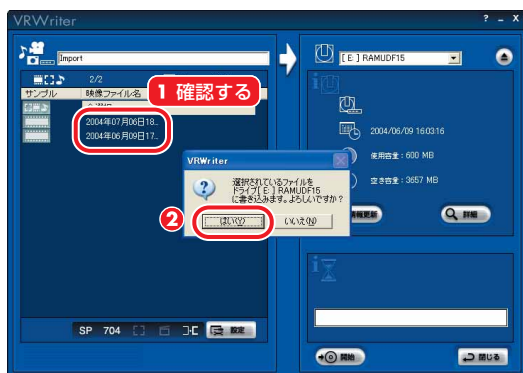 VRWriter
? - X
Import
[ E: ] RAMUDF15
2/2
1 確認する
サンプル 映像ファイル名
2004年07月06日18...
2004年06月09日17...
2004/06/09 16:03:16
使用容量 : 600 MB
空き容量 : 3657 MB
VRWriter
選択されているファイルを
ドライブ[E: ] RAMUDF15
に書き込みます。よろしいですか?
2
はい(Y)
いいえ(N)
情報更新
詳細
SP 704
設定
開始
閉じる